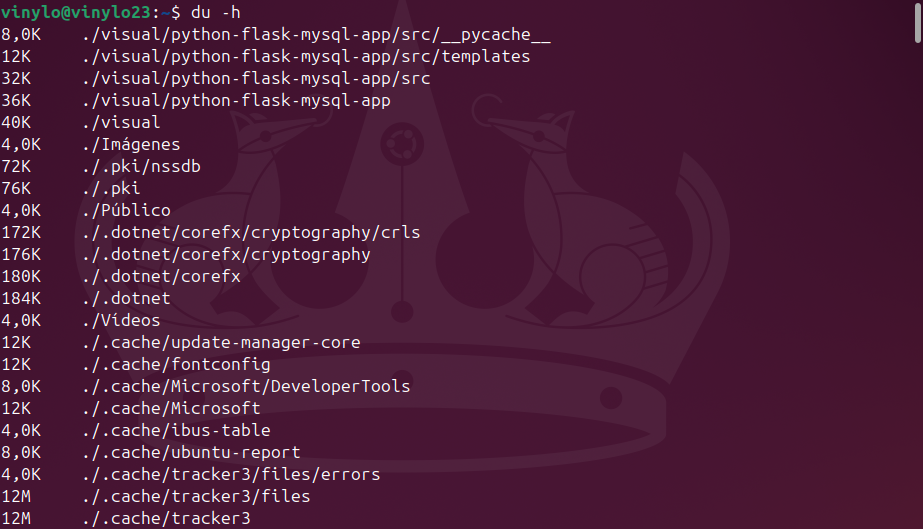 vinylo@vinylo23:~$ du -h
8,0K    ./visual/python-flask-mysql-app/src/__pycache__
12K     ./visual/python-flask-mysql-app/src/templates
32K     ./visual/python-flask-mysql-app/src
36K     ./visual/python-flask-mysql-app
40K     ./visual
4,0K    ./Imágenes
72K     ./.pki/nssdb
76K     ./.pki
4,0K    ./Público
172K    ./.dotnet/corefx/cryptography/crls
176K    ./.dotnet/corefx/cryptography
180K    ./.dotnet/corefx
184K    ./.dotnet
4,0K    ./Vídeos
12K     ./.cache/update-manager-core
12K     ./.cache/fontconfig
8,0K    ./.cache/Microsoft/DeveloperTools
12K     ./.cache/Microsoft
4,0K    ./.cache/ibus-table
8,0K    ./.cache/ubuntu-report
4,0K    ./.cache/tracker3/files/errors
12M     ./.cache/tracker3/files
12M     ./.cache/tracker3